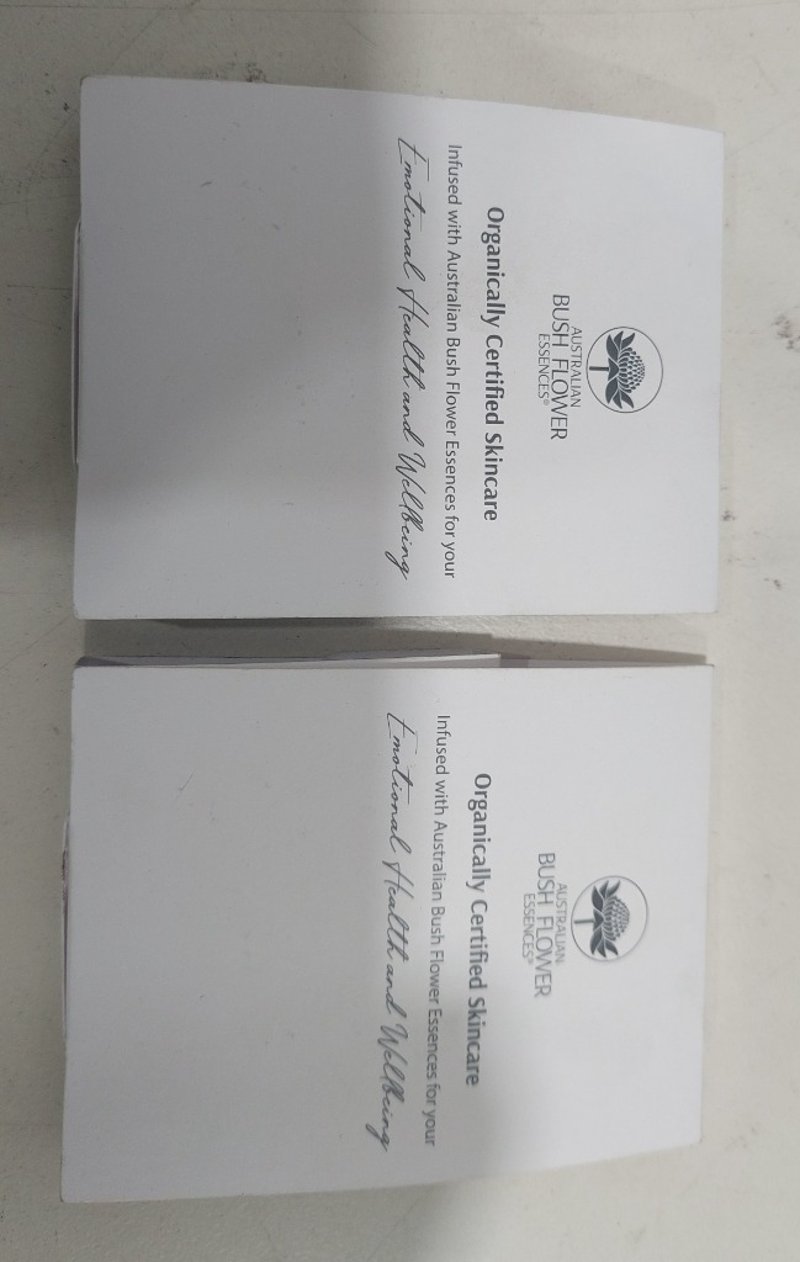 AUSTRALIAN
BUSH FLOWER
ESSENCES®
Organically Certified Skincare
Infused with Australian Bush Flower Essences for your
Emotional Health and Wellbeing
AUSTRALIAN
BUSH FLOWER
ESSENCES®
Organically Certified Skincare
Infused with Australian Bush Flower Essences for your
Emotional Health and Wellbeing